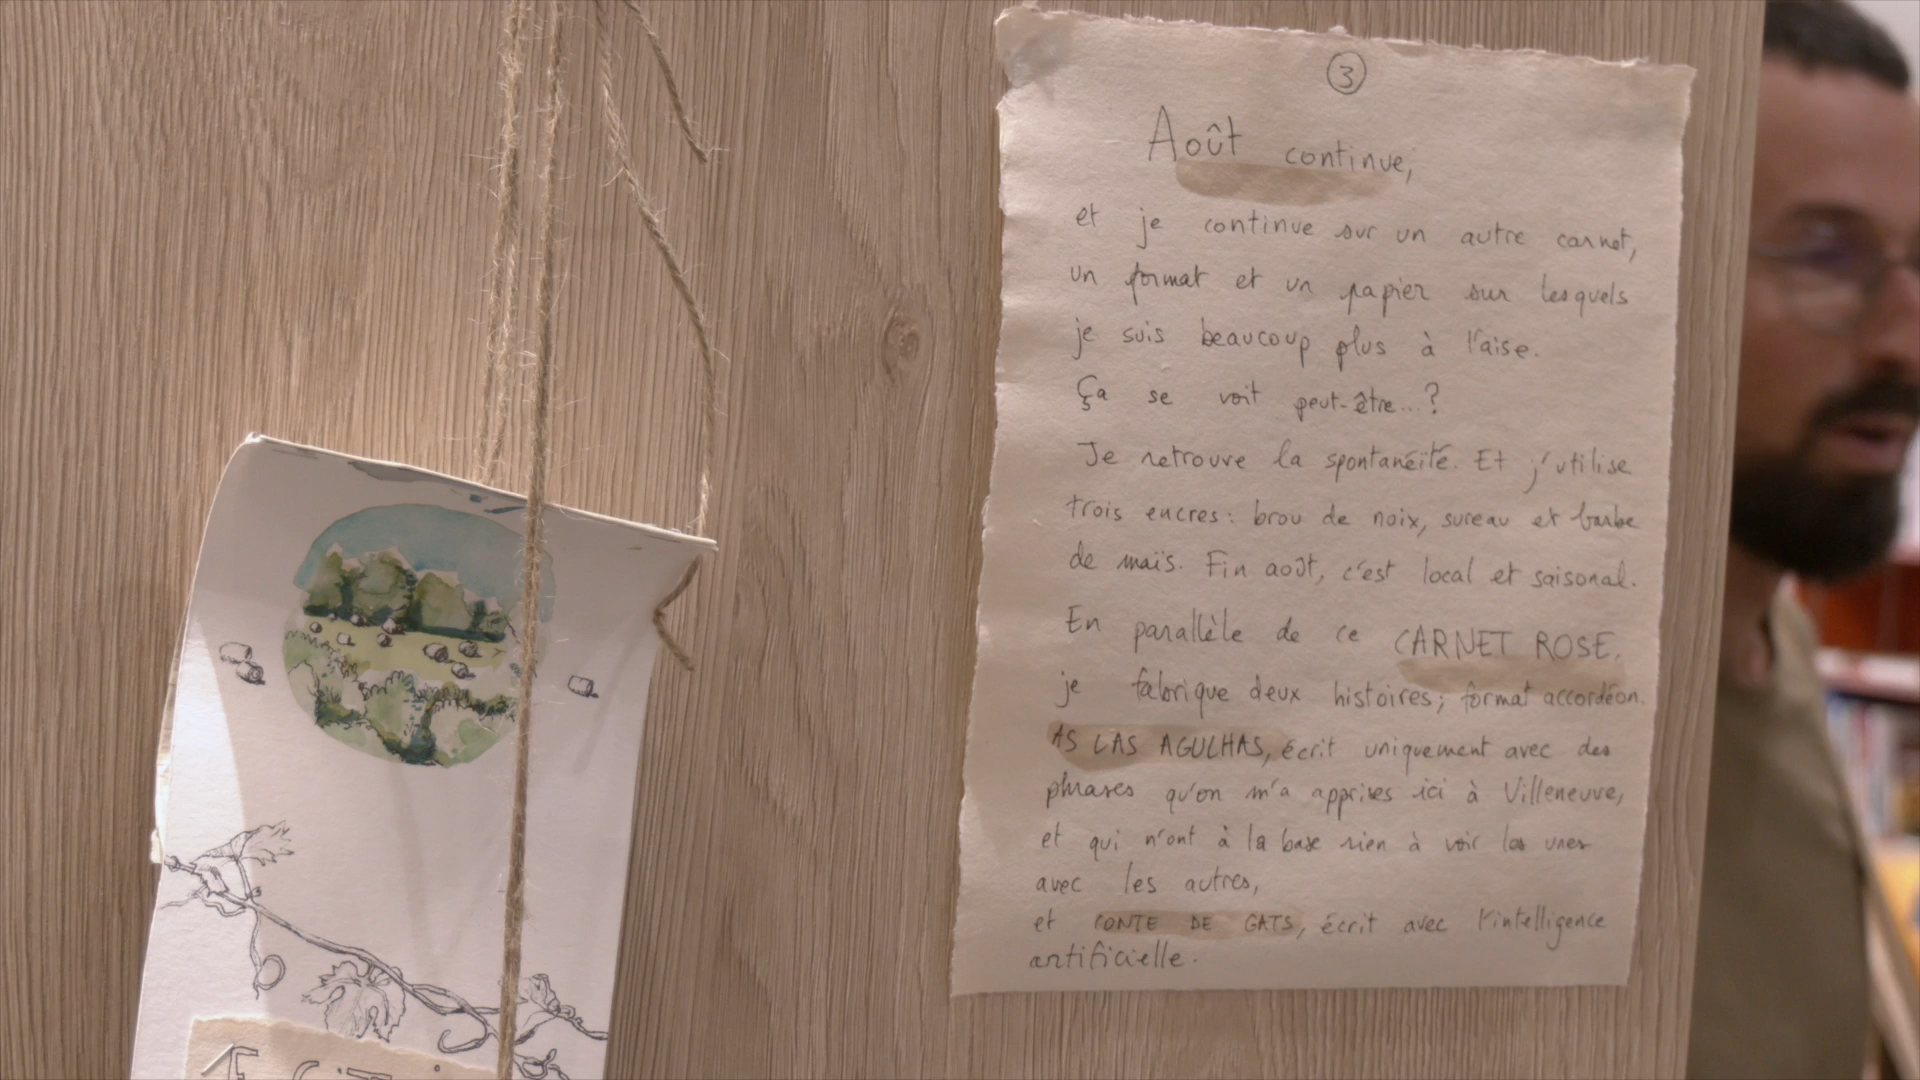 ③
Août continue,
et je continue sur un autre carnet,
un format et un papier sur lesquels
je suis beaucoup plus à l'aise.
Ça se voit peut-être...?
Je retrouve la spontanéité. Et j'utilise
trois encres: brou de noix, sureau et barbe
de maïs. Fin août, c'est local et saisonal.
En parallèle de ce CARNET ROSE,
je fabrique deux histoires; format accordéon.
AS LAS AGULHAS, écrit uniquement avec des
phrases qu'on m'a apprises ici à Villeneuve,
et qui n'ont à la base rien à voir les unes
avec les autres,
et CONTE DE GATS, écrit avec l'intelligence
artificielle.